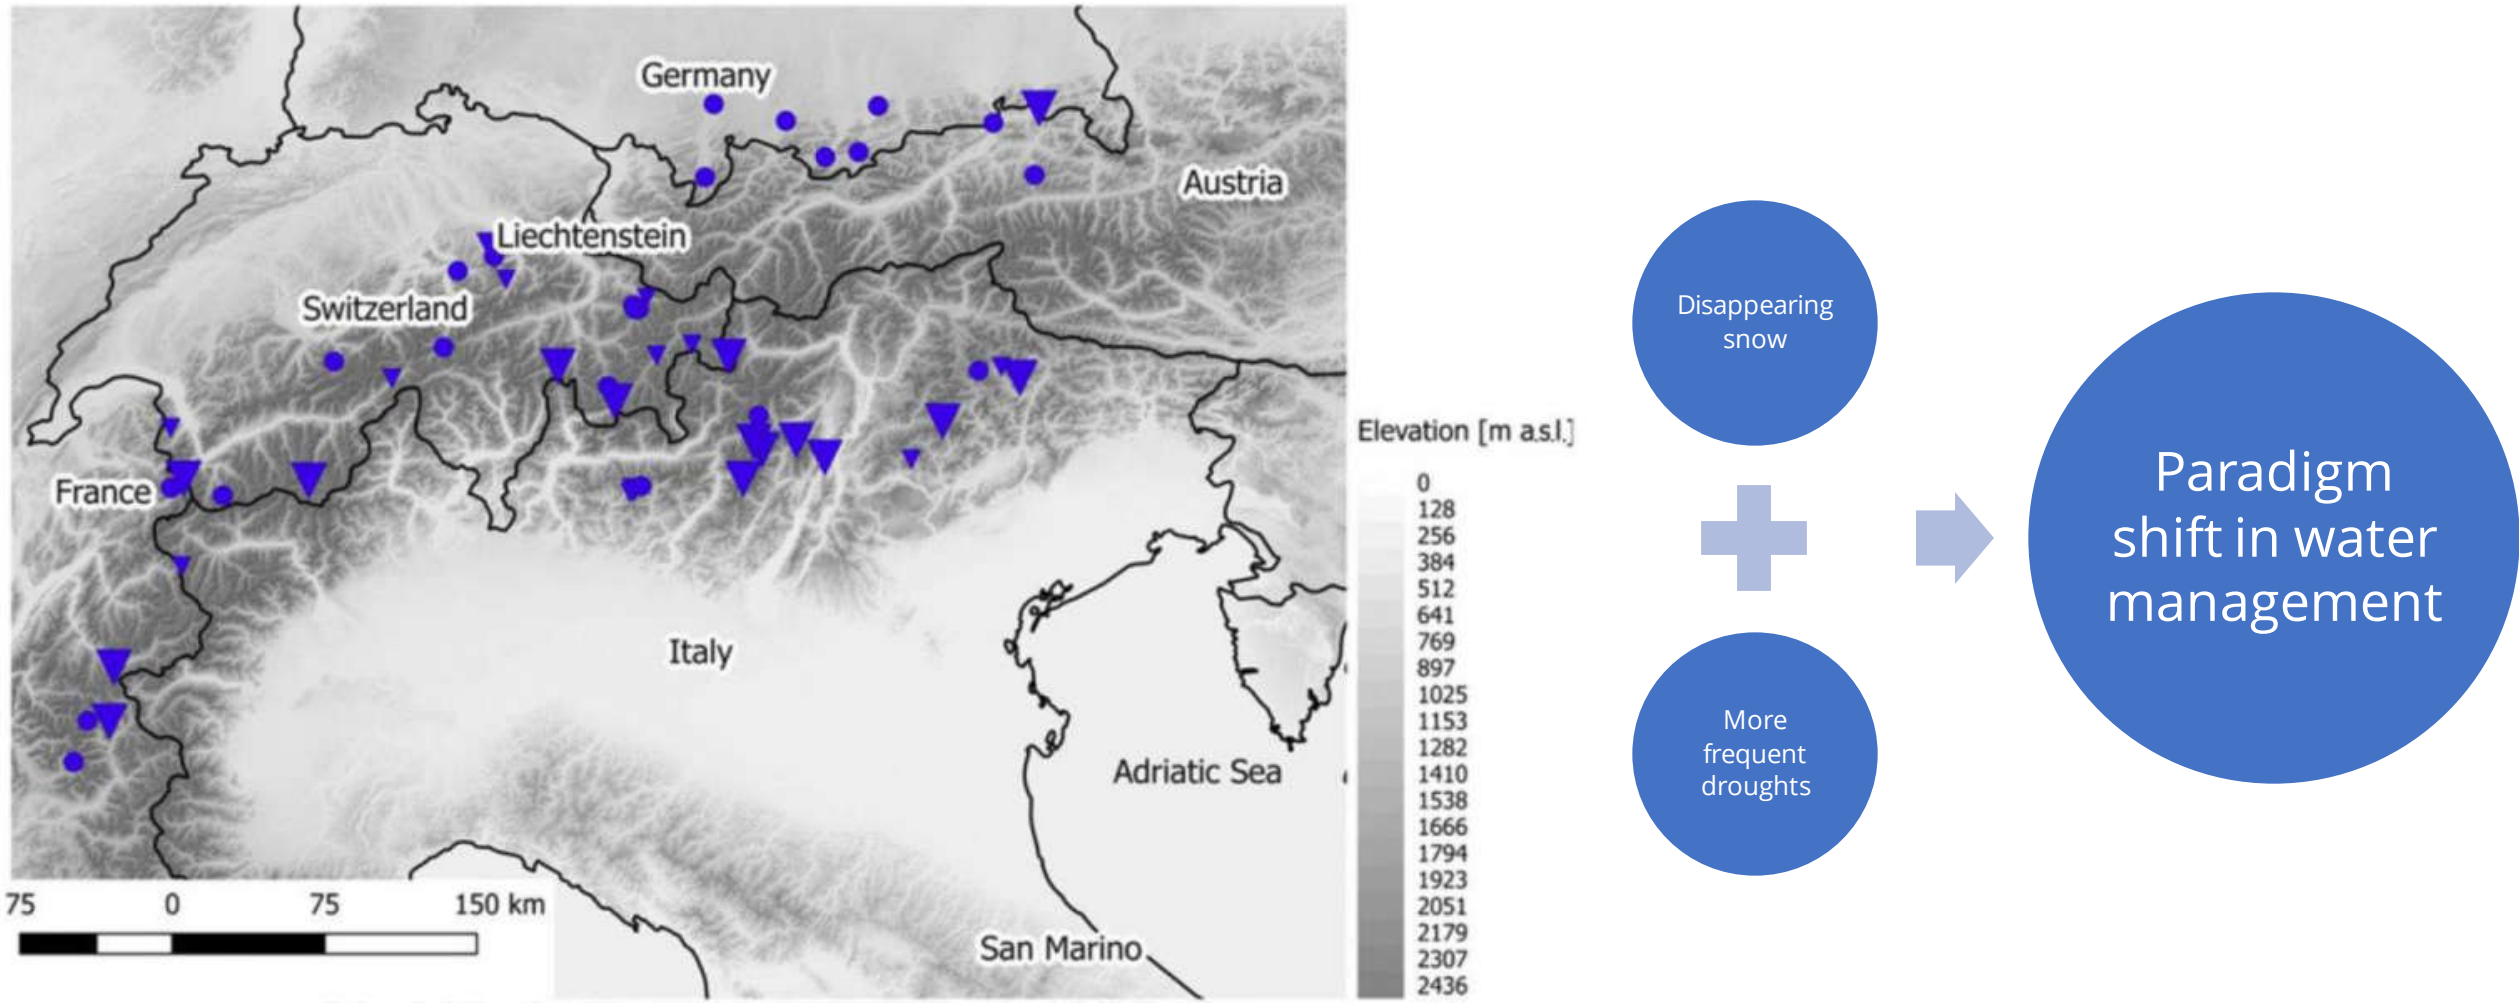 Germany
Austria
Liechtenstein
Switzerland
France
Italy
Adriatic Sea
San Marino
75 0 75 150 km
Elevation [m a.s.l.]
0
128
256
384
512
641
769
897
1025
1153
1282
1410
1538
1666
1794
1923
2051
2179
2307
2436
Disappearing
snow
More
frequent
droughts
Paradigm
shift in water
management